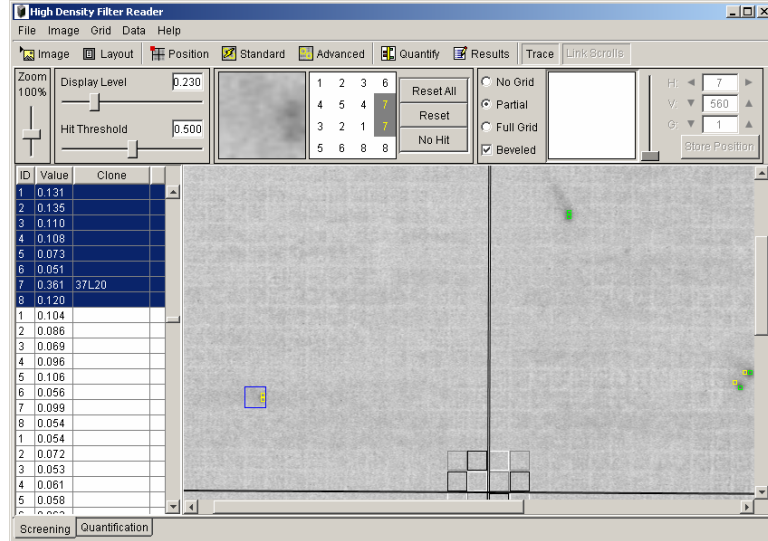 High Density Filter Reader
File Image Grid Data Help
Image Layout Position Standard Advanced Quantify Results Trace Link Scrolls
Zoom
100%
Display Level 0.230
Hit Threshold 0.500
1 2 3 6
4 5 4 7
3 2 1 7
5 6 8 8
Reset All
Reset
No Hit
No Grid
Partial
Full Grid
Beveled
H: 7
V: 560
G: 1
Store Position
ID Value Clone
1 0.131
2 0.135
3 0.110
4 0.108
5 0.073
6 0.051
7 0.361 37L20
8 0.120
1 0.104
2 0.086
3 0.069
4 0.096
5 0.106
6 0.056
7 0.099
8 0.054
1 0.054
2 0.072
3 0.053
4 0.061
5 0.058
Screening Quantification